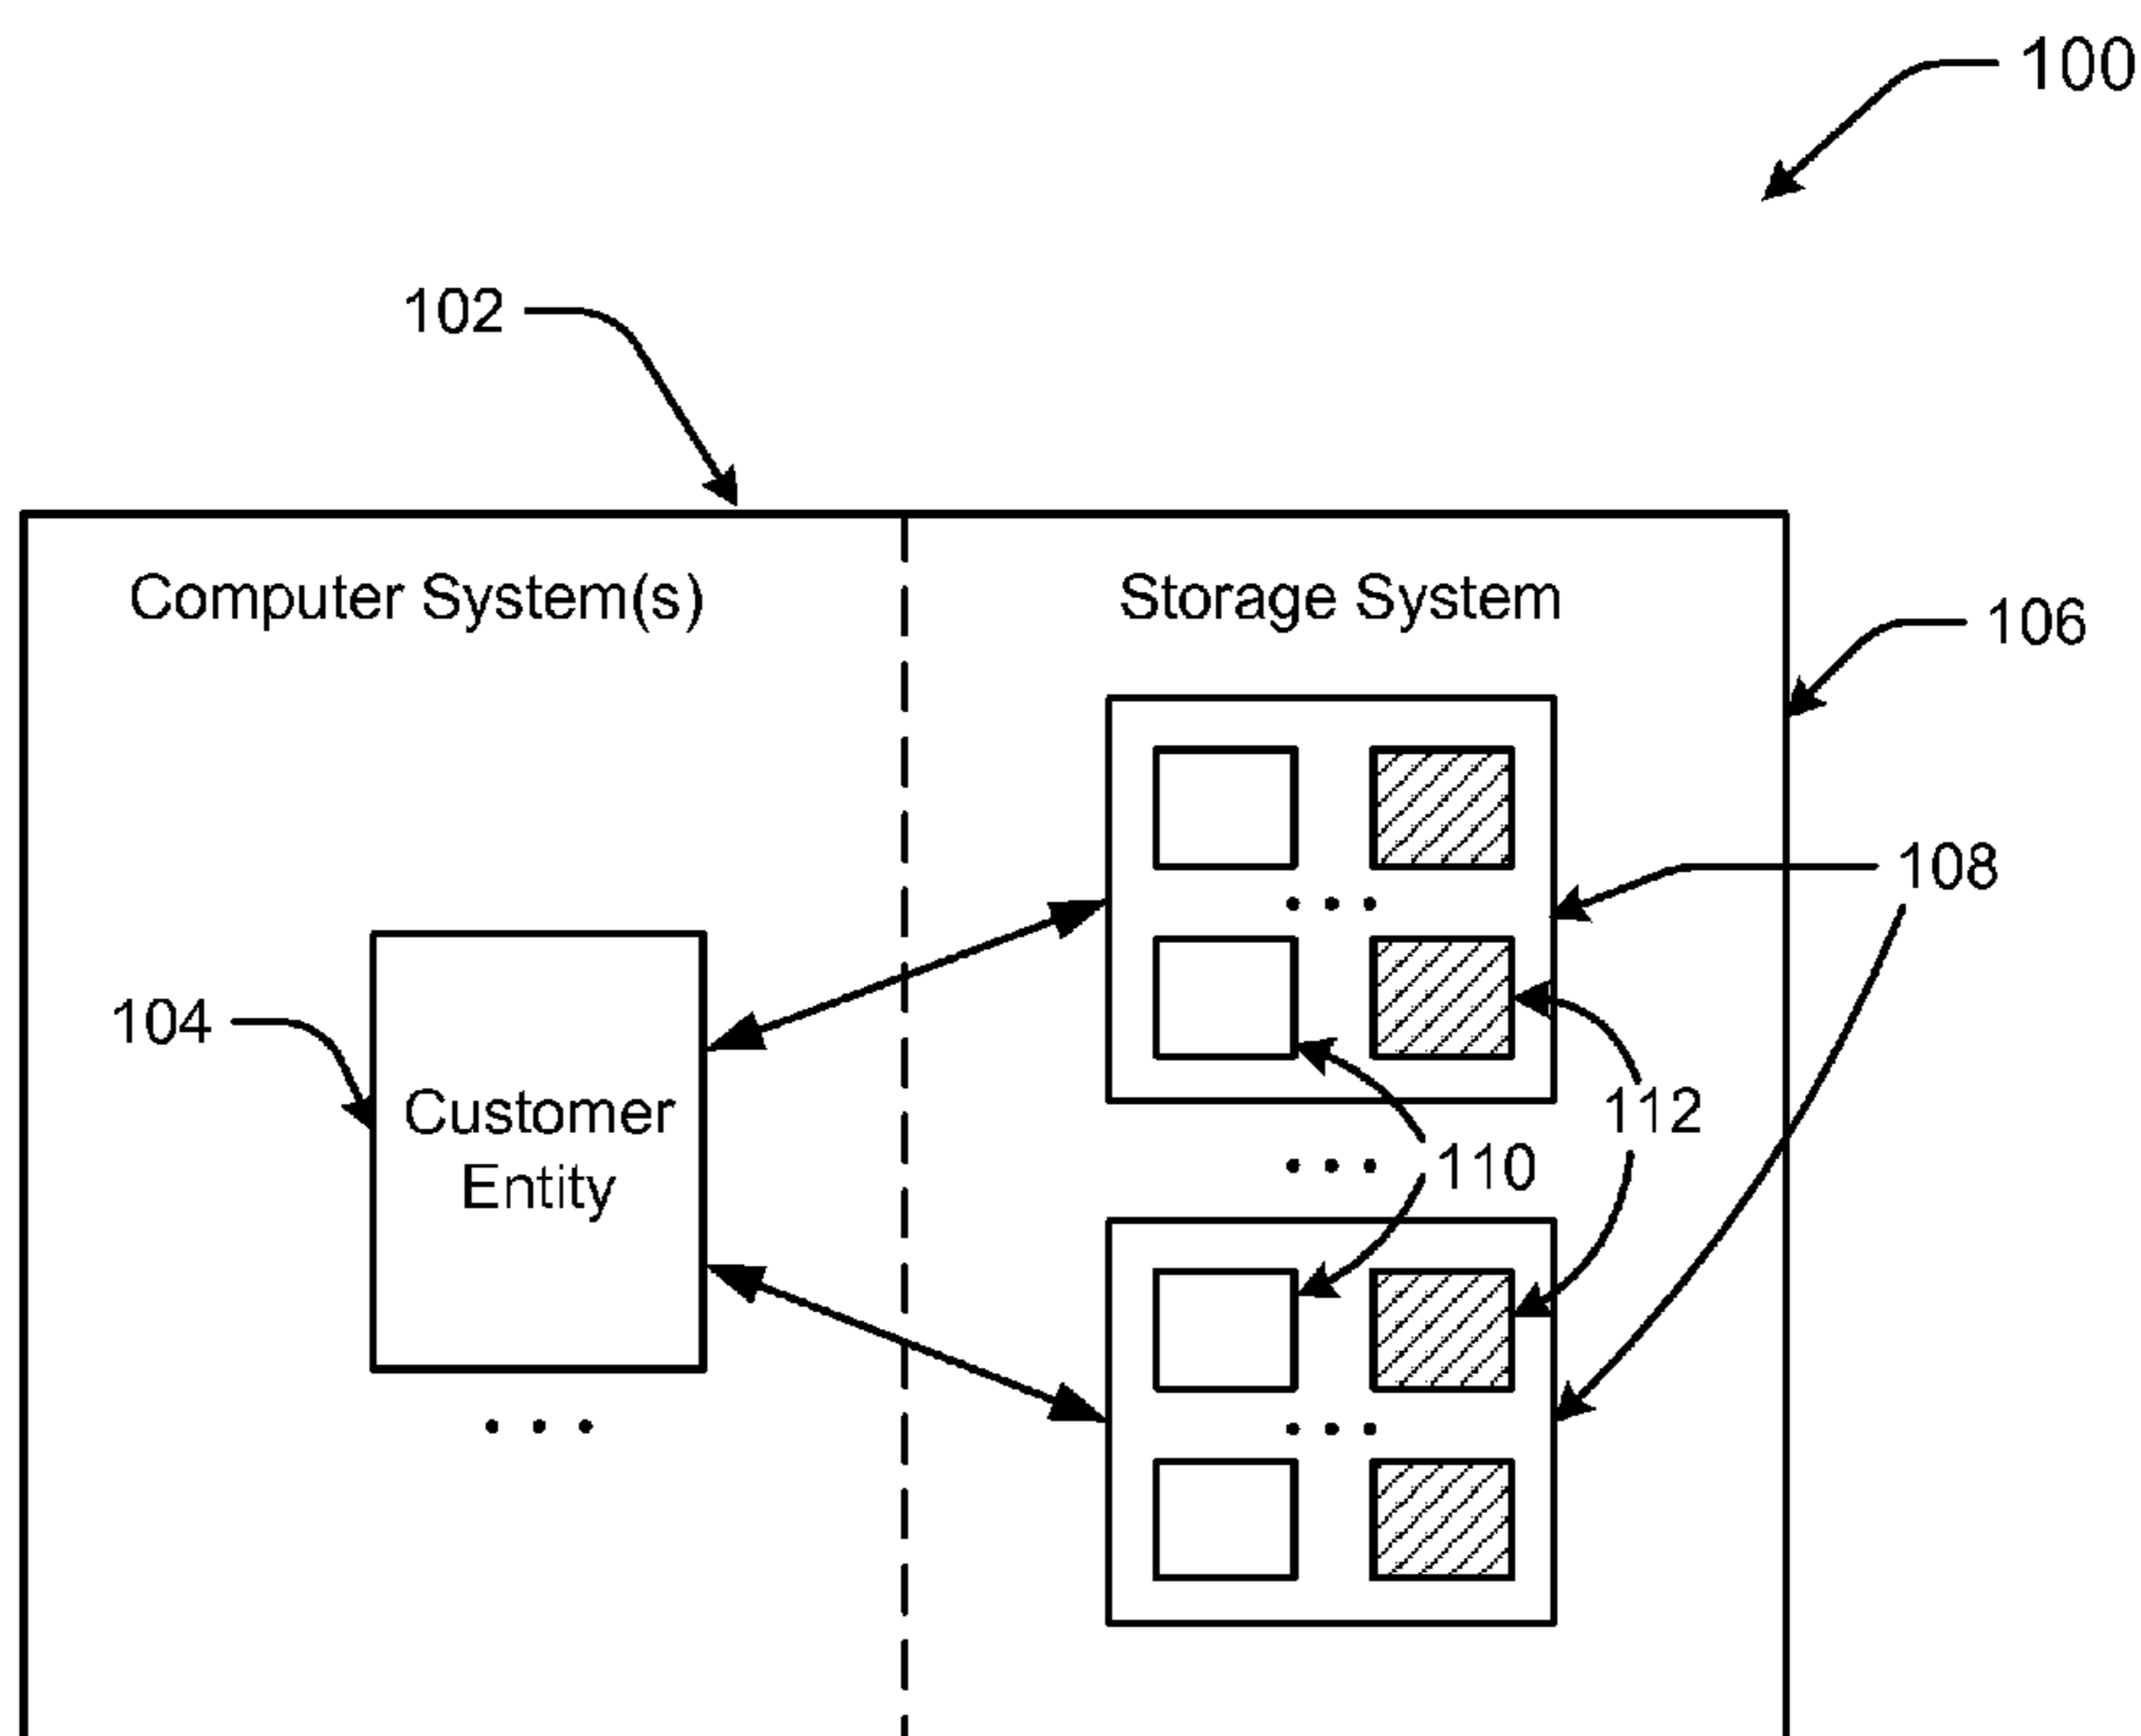 100
102
Computer System(s)
Storage System
106
108
104
Customer
Entity
112
110